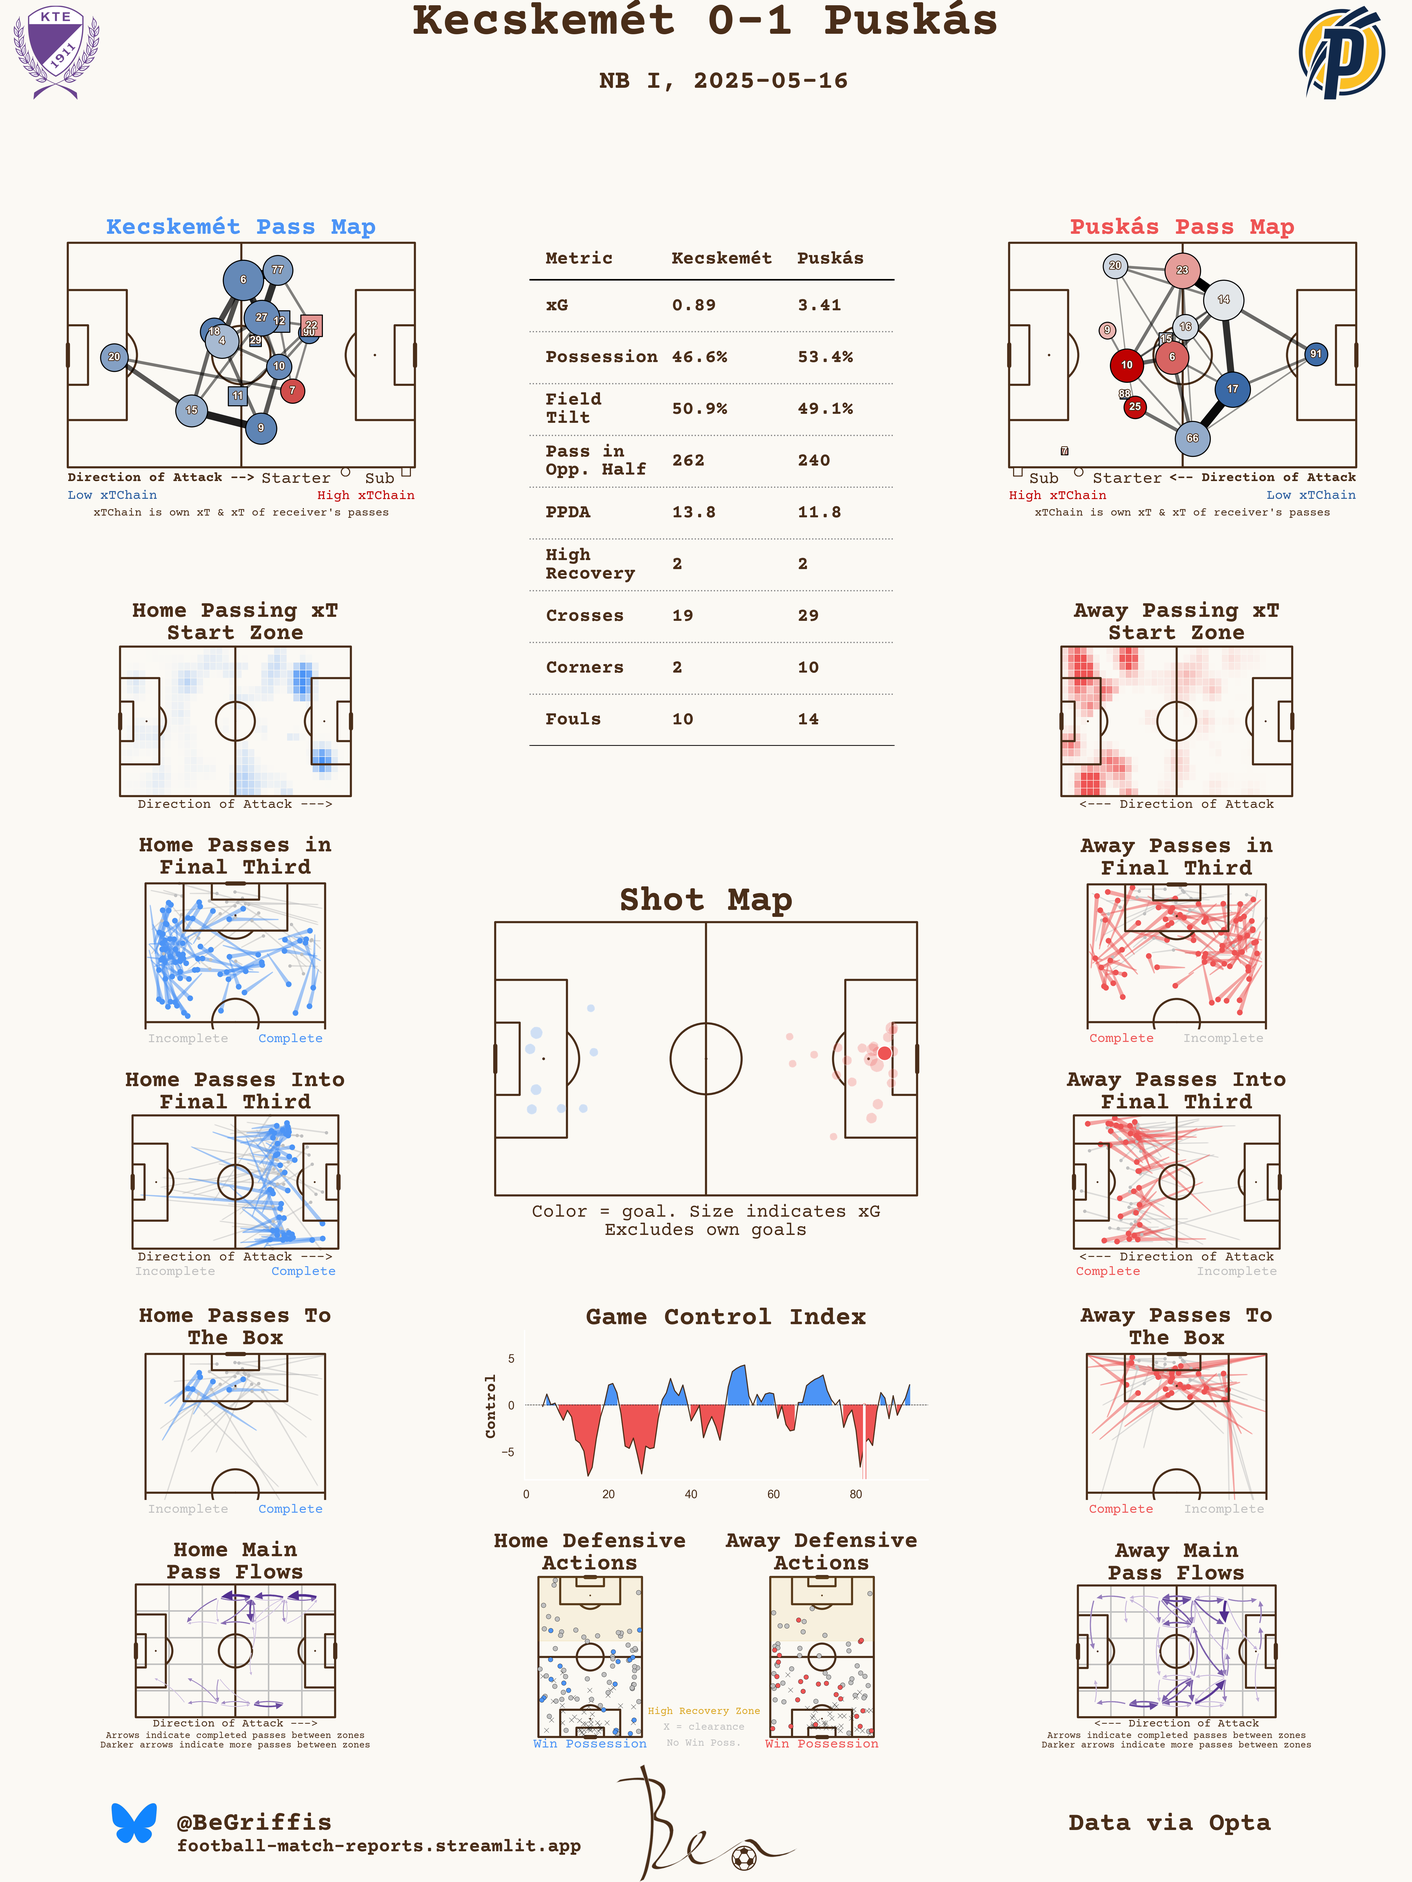 Kecskemét 0-1 Puskás
NB I, 2025-05-16
KTE
1911
P
Kecskemét Pass Map
6
77
27
12
22
90
18
4
29
20
10
7
11
15
9
Direction of Attack --> Starter Sub
Low xTChain High xTChain
xTChain is own xT & xT of receiver's passes
Metric Kecskemét Puskás
xG 0.89 3.41
Possession 46.6% 53.4%
Field
Tilt
50.9% 49.1%
Pass in
Opp. Half
262 240
PPDA 13.8 11.8
High
Recovery
2 2
Crosses 19 29
Corners 2 10
Fouls 10 14
Puskás Pass Map
20
23
14
9
16
15
91
10
6
17
88
25
66
Sub Starter <-- Direction of Attack
High xTChain Low xTChain
xTChain is own xT & xT of receiver's passes
Home Passing xT
Start Zone
Direction of Attack --->
Away Passing xT
Start Zone
<--- Direction of Attack
Home Passes in
Final Third
Incomplete Complete
Away Passes in
Final Third
Complete Incomplete
Shot Map
Color = goal. Size indicates xG
Excludes own goals
Home Passes Into
Final Third
Direction of Attack --->
Incomplete Complete
Away Passes Into
Final Third
<--- Direction of Attack
Complete Incomplete
Home Passes To
The Box
Incomplete Complete
Game Control Index
Control
5
0
−5
0 20 40 60 80
Away Passes To
The Box
Complete Incomplete
Home Main
Pass Flows
Direction of Attack --->
Arrows indicate completed passes between zones
Darker arrows indicate more passes between zones
Home Defensive
Actions
Win Possession
Away Defensive
Actions
Win Possession
High Recovery Zone
X = clearance
No Win Poss.
Away Main
Pass Flows
<--- Direction of Attack
Arrows indicate completed passes between zones
Darker arrows indicate more passes between zones
@BeGriffis
football-match-reports.streamlit.app
Ben
Data via Opta